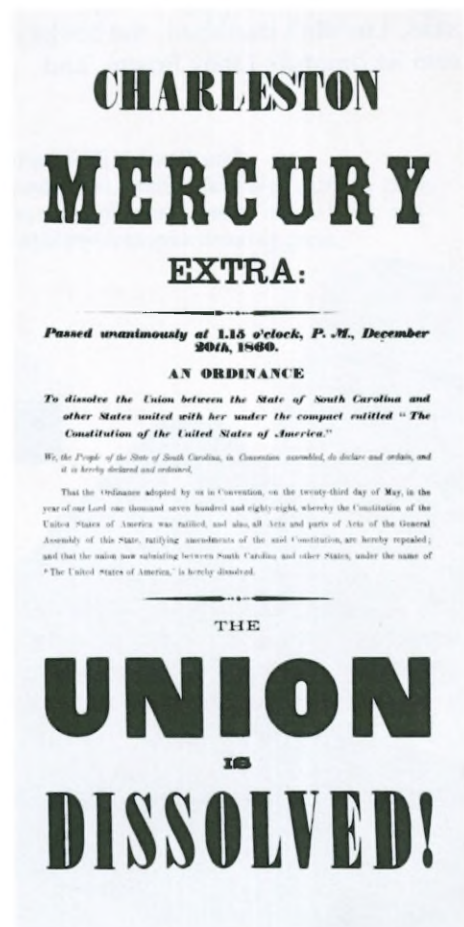 CHARLESTON
MERCURY
EXTRA:
Passed unanimously at 1.15 o'clock, P. M., December
20th, 1860.
AN ORDINANCE
To dissolve the Union between the State of South Carolina and
other States united with her under the compact entitled "The
Constitution of the United States of America."
We, the People of the State of South Carolina, in Convention assembled, do declare and ordain, and
it is hereby declared and ordained,
That the Ordinance adopted by us in Convention, on the twenty-third day of May, in the
year of our Lord one thousand seven hundred and eighty-eight, whereby the Constitution of the
United States of America was ratified, and also, all Acts and parts of Acts of the General
Assembly of this State, ratifying amendments of the said Constitution, are hereby repealed;
and that the union now subsisting between South Carolina and other States, under the name of
"The United States of America," is hereby dissolved.
THE
UNION
IS
DISSOLVED!